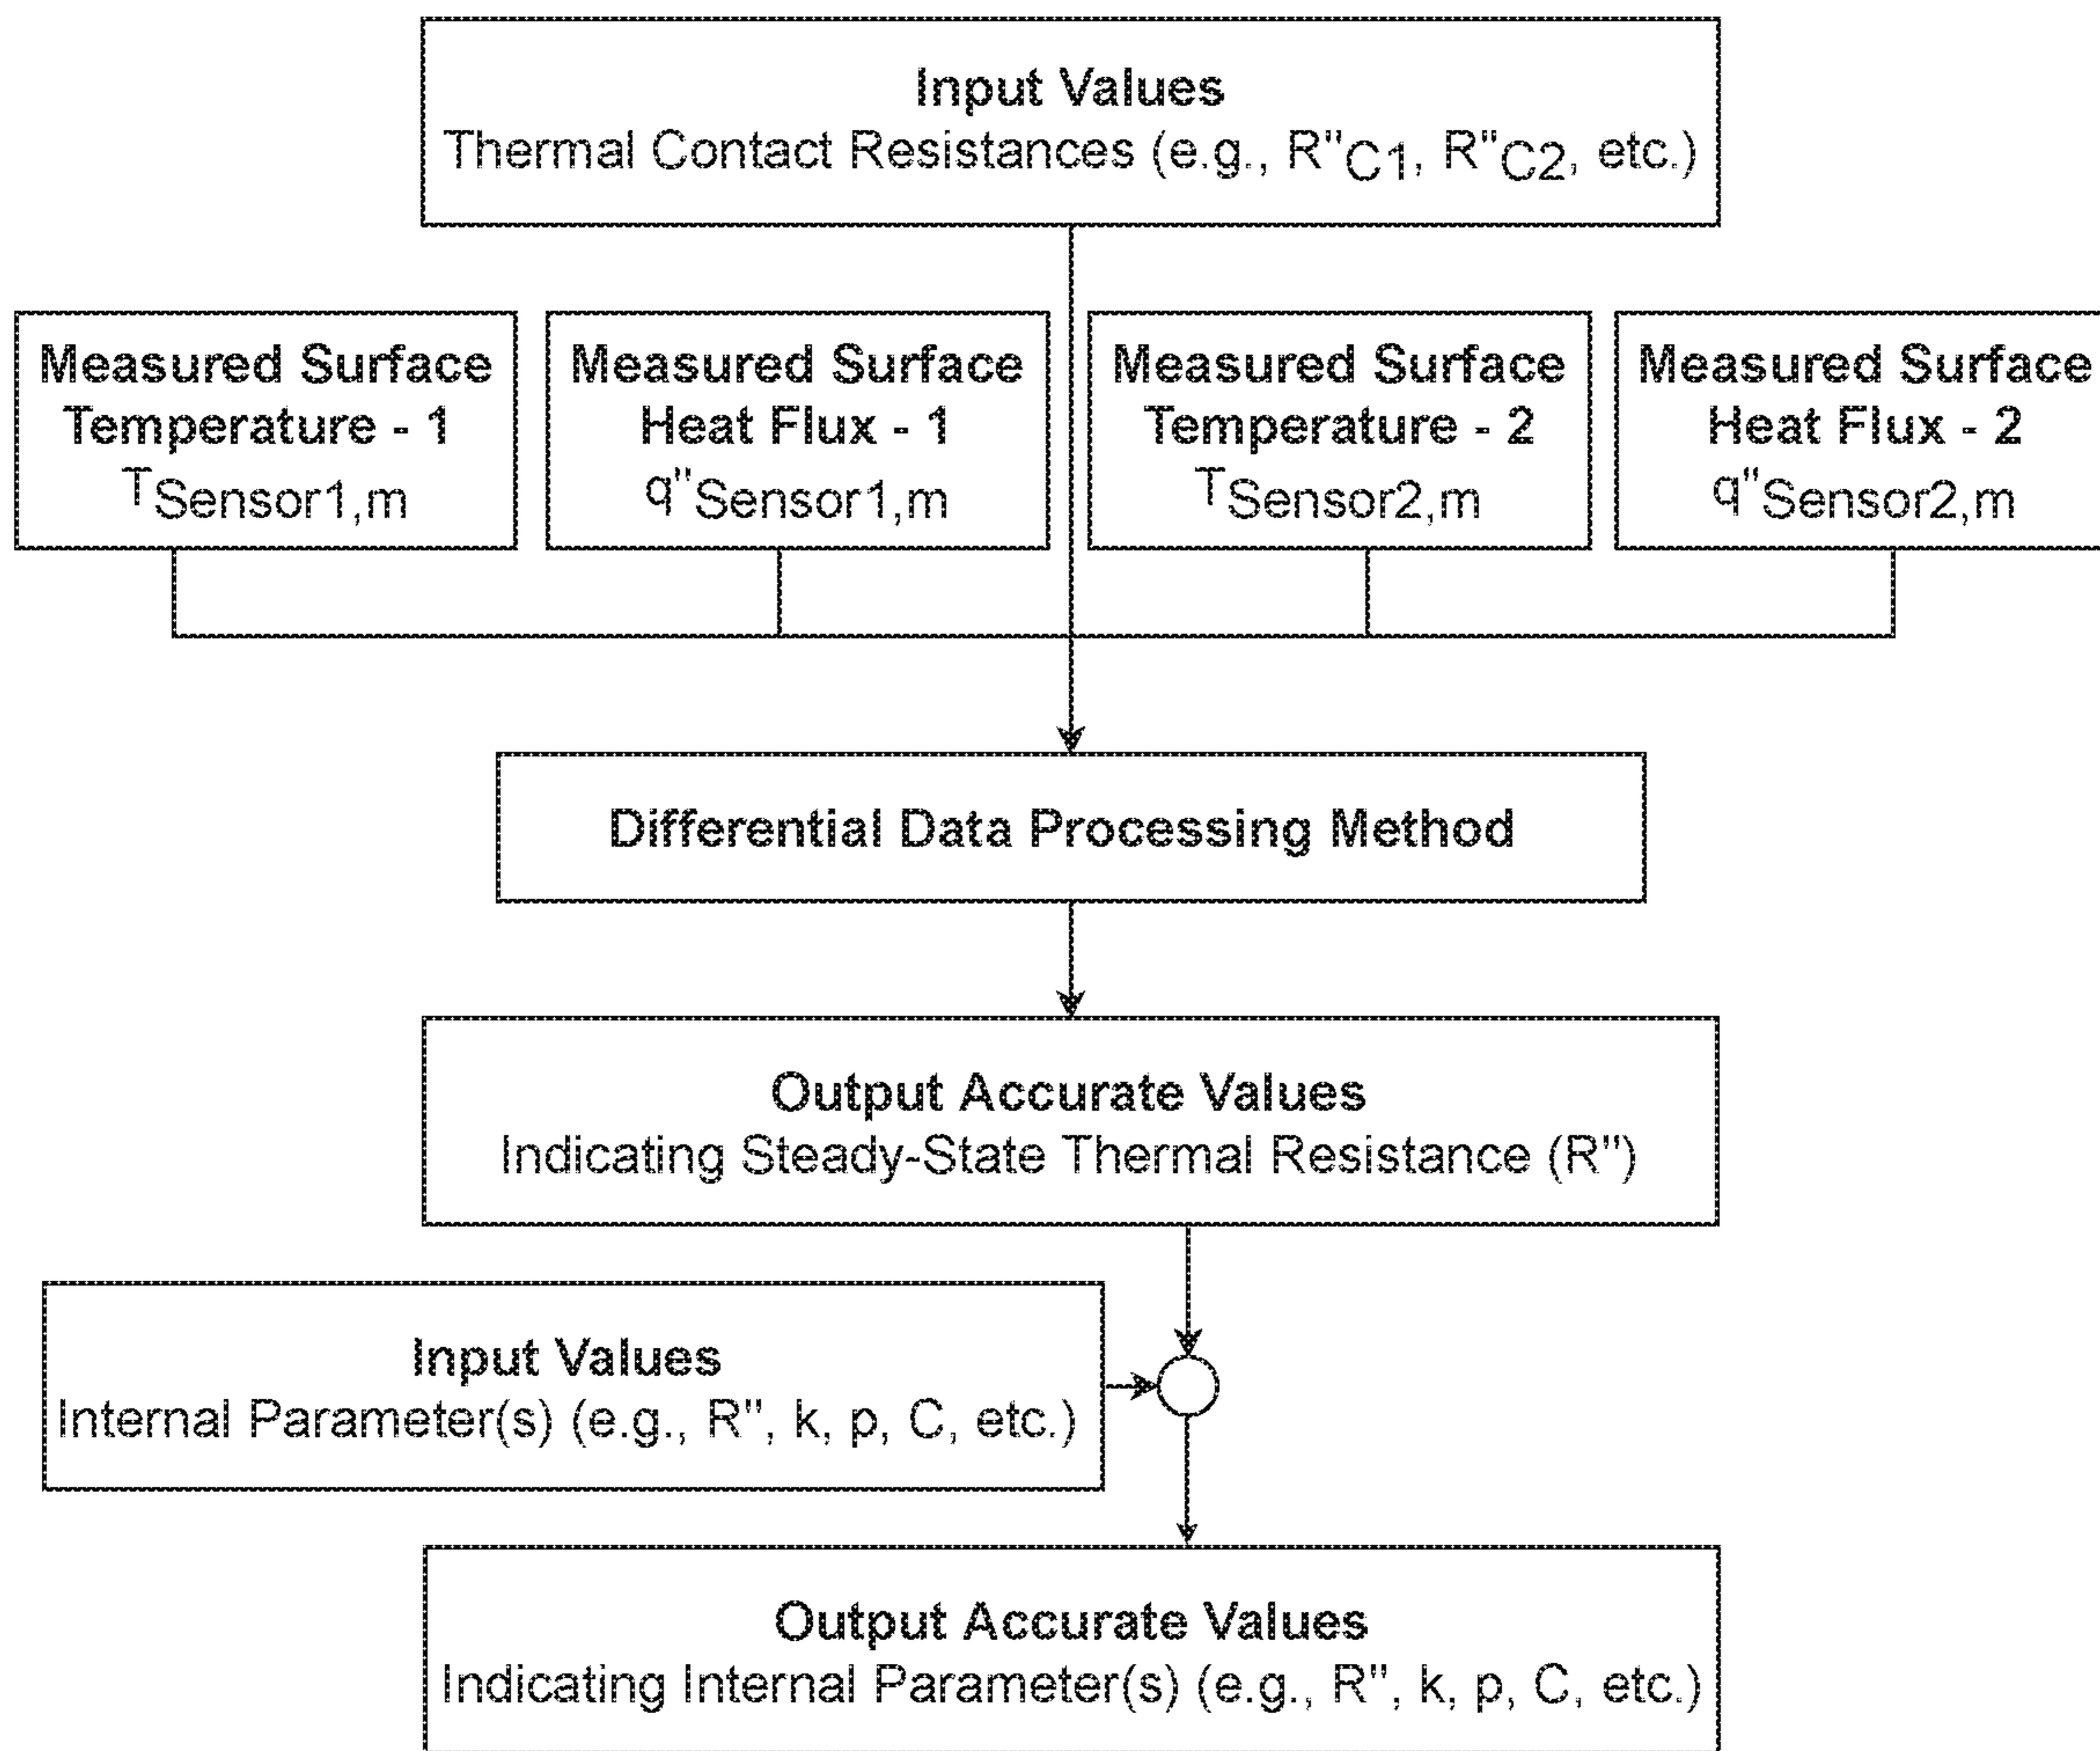 Input Values
Thermal Contact Resistances (e.g., R"C1, R"C2, etc.)
Measured Surface
Temperature - 1
TSensor1,m
Measured Surface
Heat Flux - 1
q"Sensor1,m
Measured Surface
Temperature - 2
TSensor2,m
Measured Surface
Heat Flux - 2
q"Sensor2,m
Differential Data Processing Method
Output Accurate Values
Indicating Steady-State Thermal Resistance (R")
Input Values
Internal Parameter(s) (e.g., R", k, p, C, etc.)
Output Accurate Values
Indicating Internal Parameter(s) (e.g., R", k, p, C, etc.)